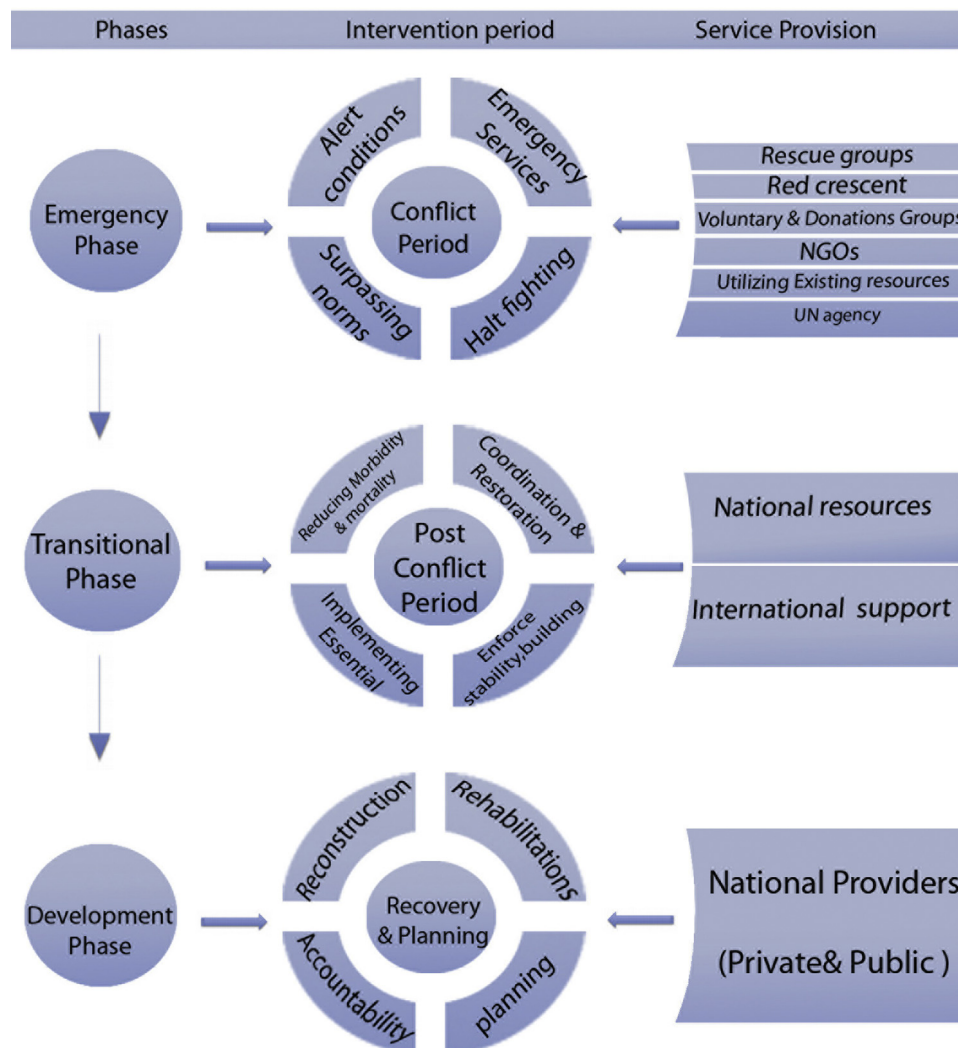 Phases
Intervention period
Service Provision
Emergency
Phase
Alert
conditions
Emergency
Services
Conflict
Period
Surpassing
norms
Halt fighting
Rescue groups
Red crescent
Voluntary & Donations Groups
NGOs
Utilizing Existing resources
UN agency
Transitional
Phase
Reducing Morbidity
& mortality
Coordination &
Restoration
Post
Conflict
Period
Implementing
Essential
Enforce
stability,building
National resources
International support
Development
Phase
Reconstruction
Rehabilitations
Recovery
& Planning
Accountability
planning
National Providers
(Private& Public )